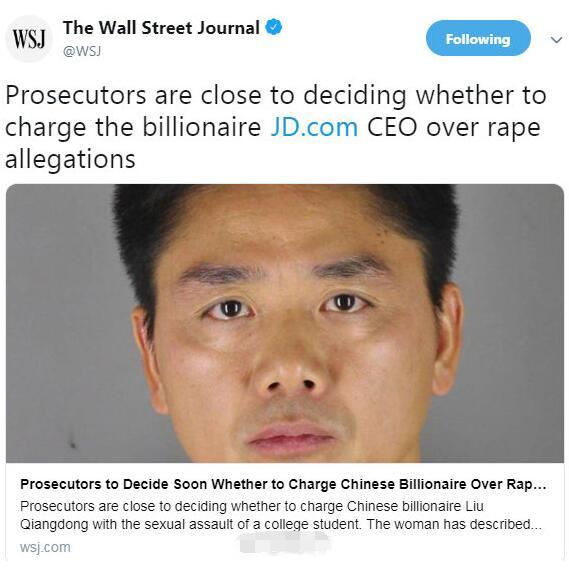 WSJ The Wall Street Journal
@WSJ
Following
Prosecutors are close to deciding whether to
charge the billionaire JD.com CEO over rape
allegations
Prosecutors to Decide Soon Whether to Charge Chinese Billionaire Over Rap...
Prosecutors are close to deciding whether to charge Chinese billionaire Liu
Qiangdong with the sexual assault of a college student. The woman has described...
wsj.com